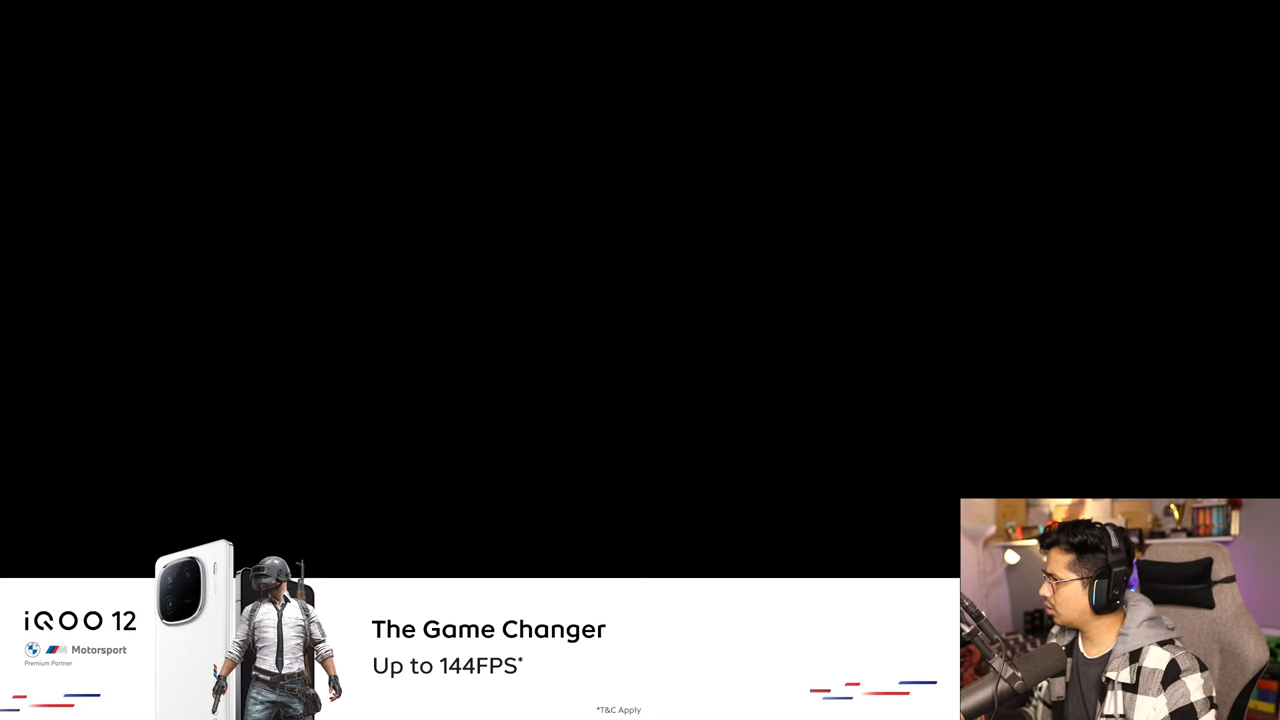 iQOO 12
Motorsport
Premium Partner
The Game Changer
Up to 144FPS*
*T&C Apply